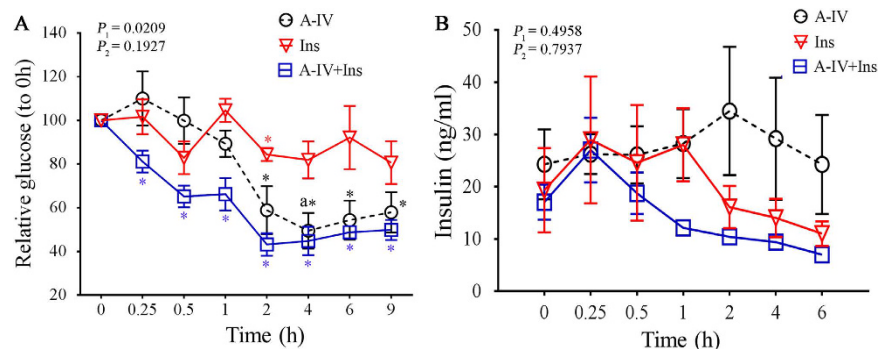 A
P1 = 0.0209
P2 = 0.1927
A-IV
Ins
A-IV+Ins
Relative glucose (to 0h)
140
120
100
80
60
40
20
* * * * * * a* * * * * *
0 0.25 0.5 1 2 4 6 9
Time (h)
B
P1 = 0.4958
P2 = 0.7937
A-IV
Ins
A-IV+Ins
Insulin (ng/ml)
50
40
30
20
10
0
0 0.25 0.5 1 2 4 6
Time (h)